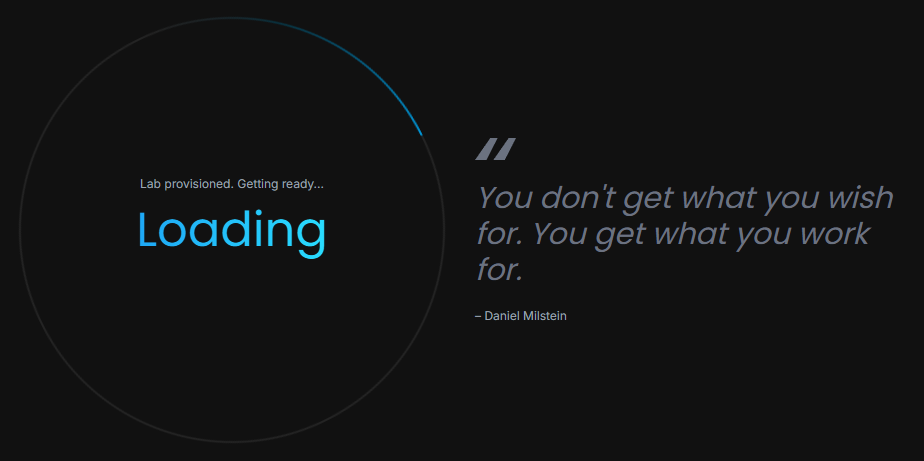 Lab provisioned. Getting ready...
Loading
"
You don't get what you wish
for. You get what you work
for.
– Daniel Milstein